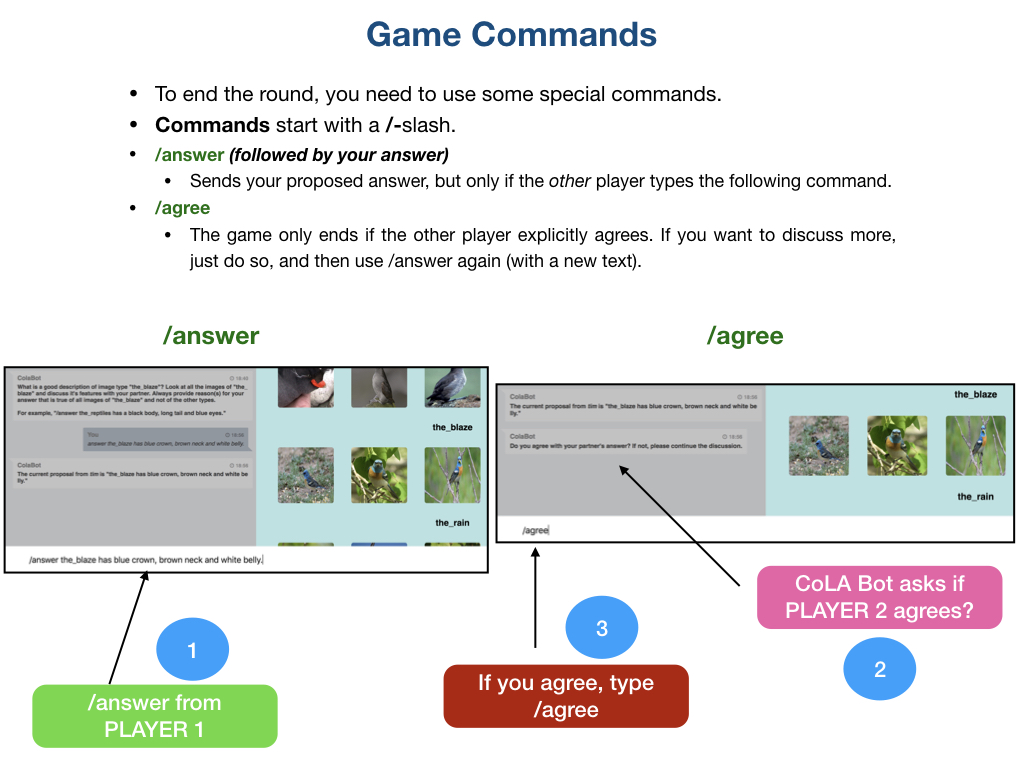 Game Commands
• To end the round, you need to use some special commands.
• Commands start with a /-slash.
• /answer (followed by your answer)
• Sends your proposed answer, but only if the other player types the following command.
• /agree
• The game only ends if the other player explicitly agrees. If you want to discuss more,
just do so, and then use /answer again (with a new text).
/answer
ColaBot
What is a good description of image type "the_blaze"? Look at all the images of "the_
blaze" and discuss it's features with your partner. Always provide reason(s) for your
answer that is true of all images of "the_blaze" and not of the other types.
For example, "/answer the_reptiles has a black body, long tail and blue eyes."
You
answer the_blaze has blue crown, brown neck and white belly.
ColaBot
The current proposal from tim is "the_blaze has blue crown, brown neck and white be
lly."
the_blaze
the_rain
/answer the_blaze has blue crown, brown neck and white belly.
/agree
ColaBot 18:56
The current proposal from tim is "the_blaze has blue crown, brown neck and white be
lly."
ColaBot 18:56
Do you agree with your partner's answer? If not, please continue the discussion.
the_blaze
the_rain
/agree
1
/answer from
PLAYER 1
3
If you agree, type
/agree
CoLA Bot asks if
PLAYER 2 agrees?
2